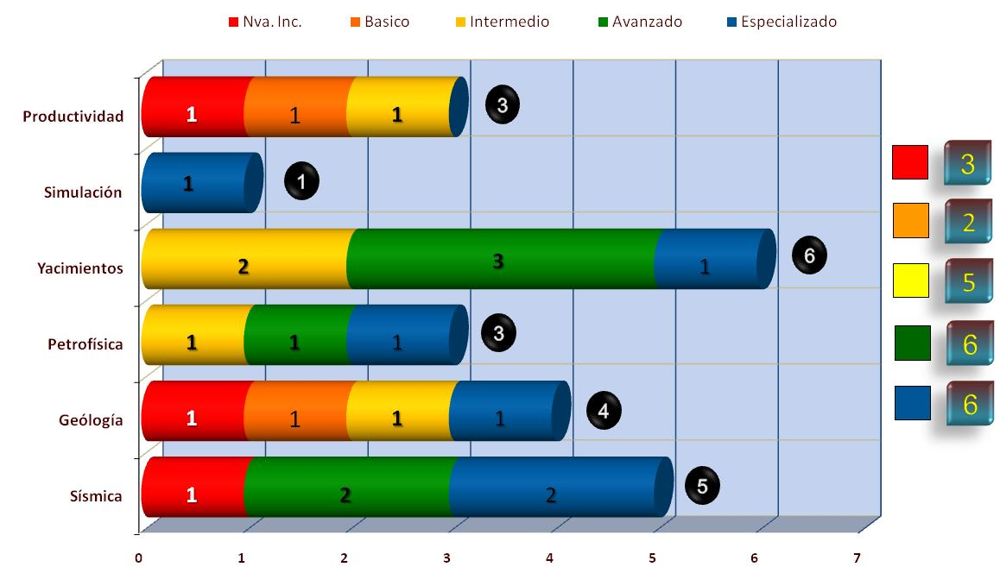 Nva. Inc. Basico Intermedio Avanzado Especializado
Productividad 1 1 1 3
3
Simulación 1 1
2
Yacimientos 2 3 1 6
5
Petrofísica 1 1 1 3
6
Geólogía 1 1 1 1 4
6
Sísmica 1 2 2 5
0 1 2 3 4 5 6 7